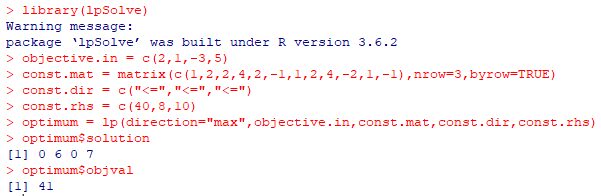 > library(lpSolve)
Warning message:
package ‘lpSolve’ was built under R version 3.6.2
> objective.in = c(2,1,-3,5)
> const.mat = matrix(c(1,2,2,4,2,-1,1,2,4,-2,1,-1),nrow=3,byrow=TRUE)
> const.dir = c("<=","<=","<=")
> const.rhs = c(40,8,10)
> optimum = lp(direction="max",objective.in,const.mat,const.dir,const.rhs)
> optimum$solution
[1] 0 6 0 7
> optimum$objval
[1] 41